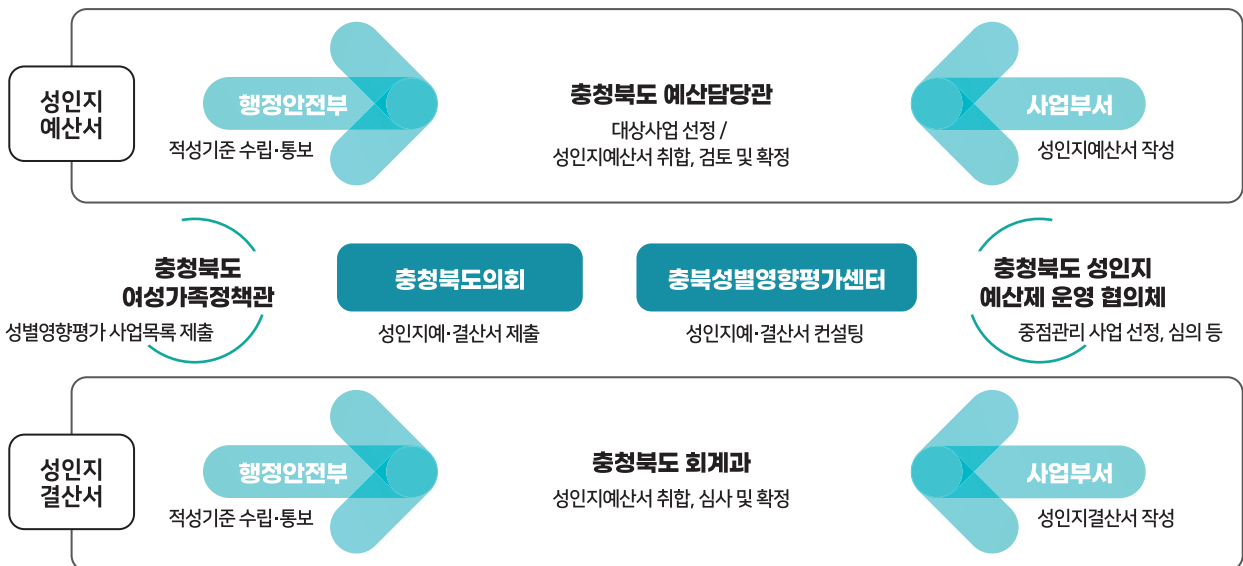 성인지
예산서
행정안전부
적성기준 수립·통보
충청북도 예산담당관
대상사업 선정 /
성인지예산서 취합, 검토 및 확정
사업부서
성인지예산서 작성
충청북도
여성가족정책관
성별영향평가 사업목록 제출
충청북도의회
성인지예·결산서 제출
충북성별영향평가센터
성인지예·결산서 컨설팅
충청북도 성인지
예산제 운영 협의체
중점관리 사업 선정, 심의 등
성인지
결산서
행정안전부
적성기준 수립·통보
충청북도 회계과
성인지예산서 취합, 심사 및 확정
사업부서
성인지결산서 작성